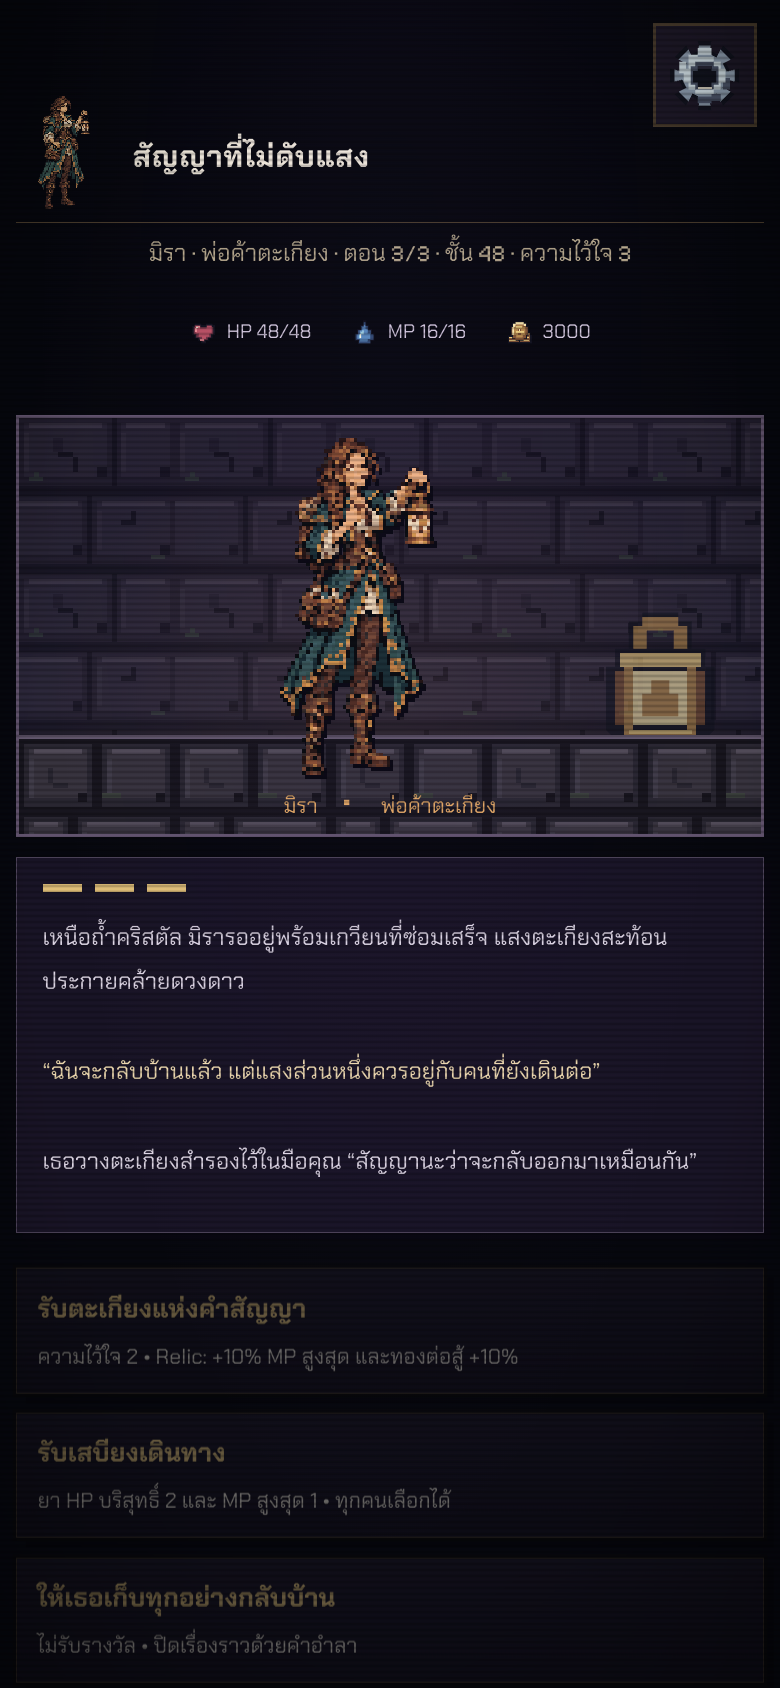 สัญญาที่ไม่ดับแสง
มิรา · พ่อค้าตะเกียง · ตอน 3/3 · ชั้น 48 · ความไว้ใจ 3
HP 48/48 MP 16/16 3000
มิรา · พ่อค้าตะเกียง
เหนือถ้ำคริสตัล มิรารออยู่พร้อมเกวียนที่ซ่อมเสร็จ แสงตะเกียงสะท้อน
ประกายคล้ายดวงดาว
“ฉันจะกลับบ้านแล้ว แต่แสงส่วนหนึ่งควรอยู่กับคนที่ยังเดินต่อ”
เธอวางตะเกียงสำรองไว้ในมือคุณ “สัญญานะว่าจะกลับออกมาเหมือนกัน”
รับตะเกียงแห่งคำสัญญา
ความไว้ใจ 2 • Relic: +10% MP สูงสุด และทองต่อสู้ +10%
รับเสบียงเดินทาง
ยา HP บริสุทธิ์ 2 และ MP สูงสุด 1 • ทุกคนเลือกได้
ให้เธอเก็บทุกอย่างกลับบ้าน
ไม่รับรางวัล • ปิดเรื่องราวด้วยคำอำลา